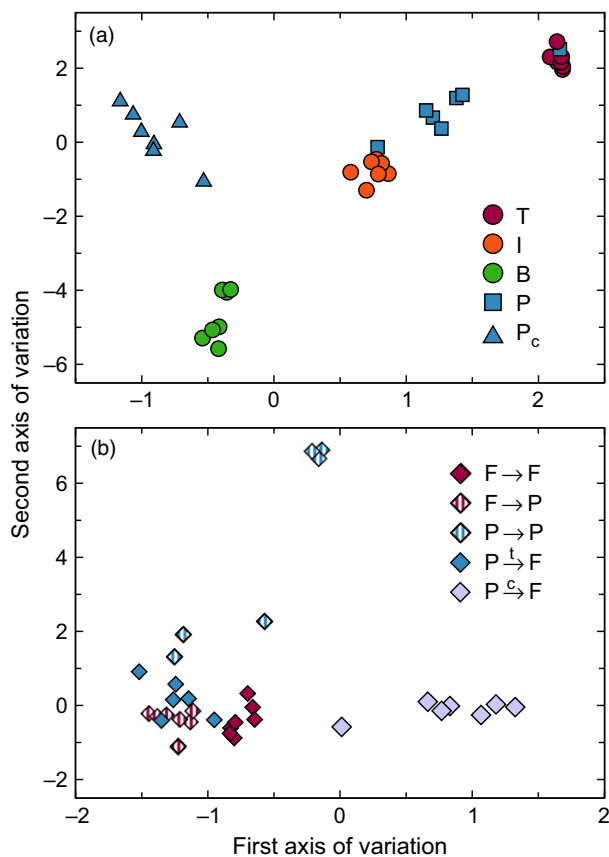 (a)
2
0
−2
−4
−6
T
I
B
P
Pc
−1
0
1
2
Second axis of variation
(b)
6
4
2
0
−2
F → F
F → P
P → P
P t→ F
P c→ F
−2
−1
0
1
2
First axis of variation